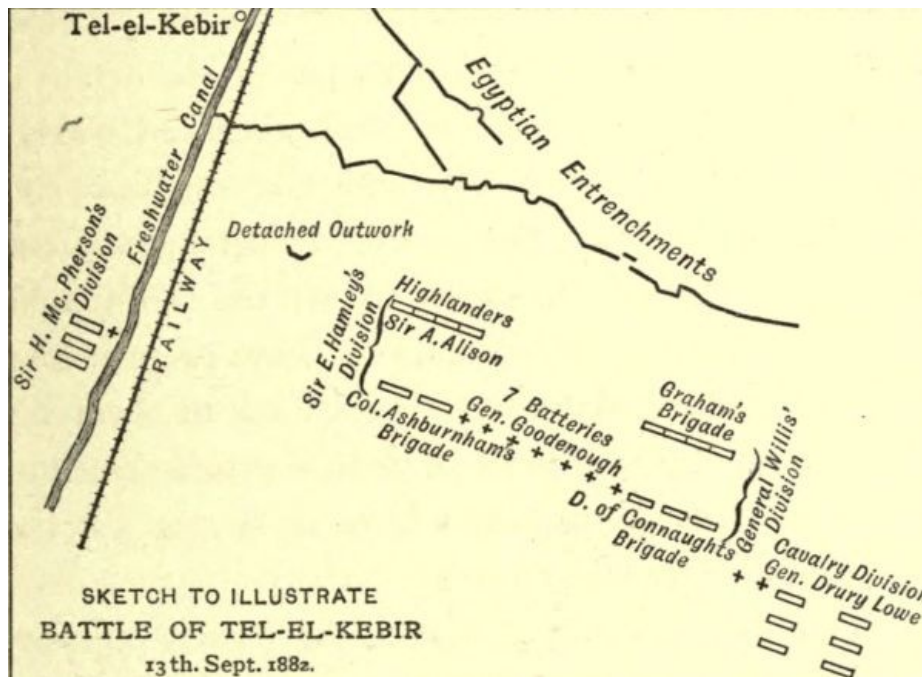 Tel-el-Kebir
Freshwater Canal
RAILWAY
Egyptian Entrenchments
Detached Outwork
Sir H. Mc. Pherson's
Division
Sir E. Hamley's
Division
Highlanders
Sir A. Alison
7 Batteries
Gen. Goodenough
Col. Ashburnham's
Brigade
Graham's
Brigade
General Willis'
Division
D. of Connaughts
Brigade
Cavalry Division
Gen. Drury Lowe
SKETCH TO ILLUSTRATE
BATTLE OF TEL-EL-KEBIR
13th. Sept. 1882.